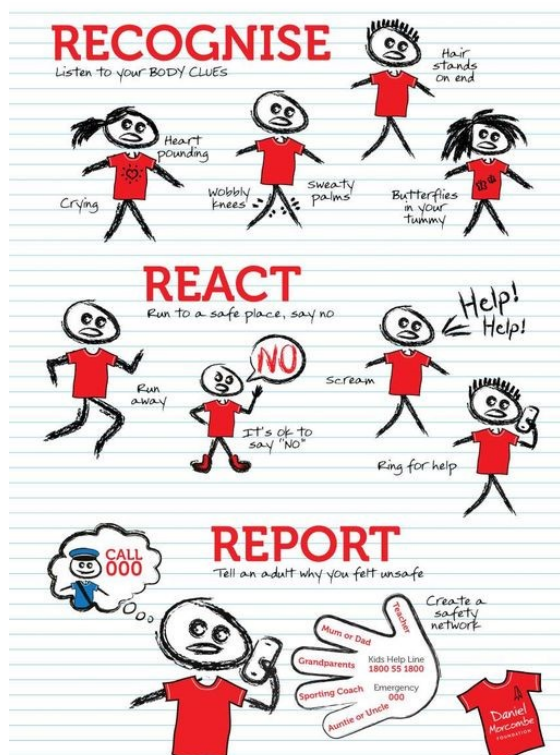 RECOGNISE
Listen to your BODY CLUES
Hair
stands
on end
Heart
pounding
Crying
Wobbly
knees
Sweaty
palms
Butterflies
in your
tummy
REACT
Run to a safe place, say no
Help!
Help!
NO
Run
away
Scream
It's ok to
say "NO"
Ring for help
REPORT
Tell an adult why you felt unsafe
CALL
000
Create a
safety
network
Teacher
Mum or Dad
Grandparents
Kids Help Line
1800 55 1800
Sporting Coach
Emergency
000
Auntie or Uncle
Daniel
Morcombe
FOUNDATION